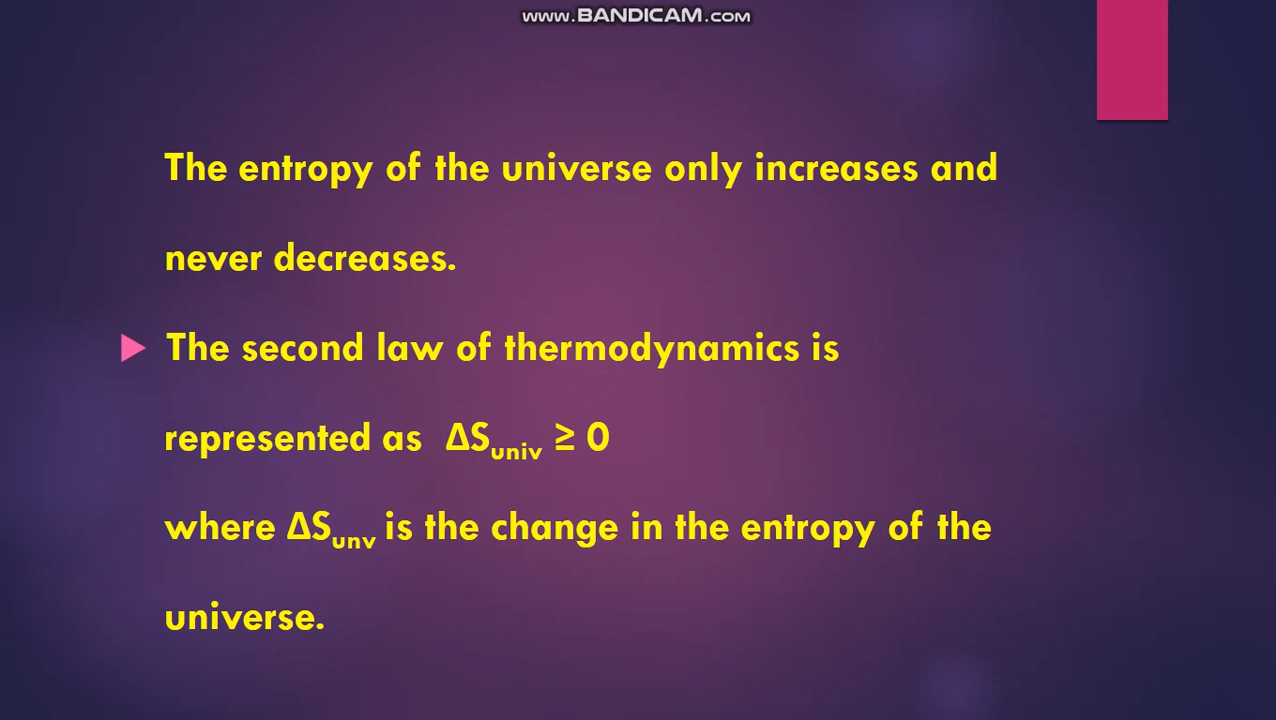 www.BANDICAM.com
The entropy of the universe only increases and
never decreases.
The second law of thermodynamics is
represented as ΔSuniv ≥ 0
where ΔSunv is the change in the entropy of the
universe.